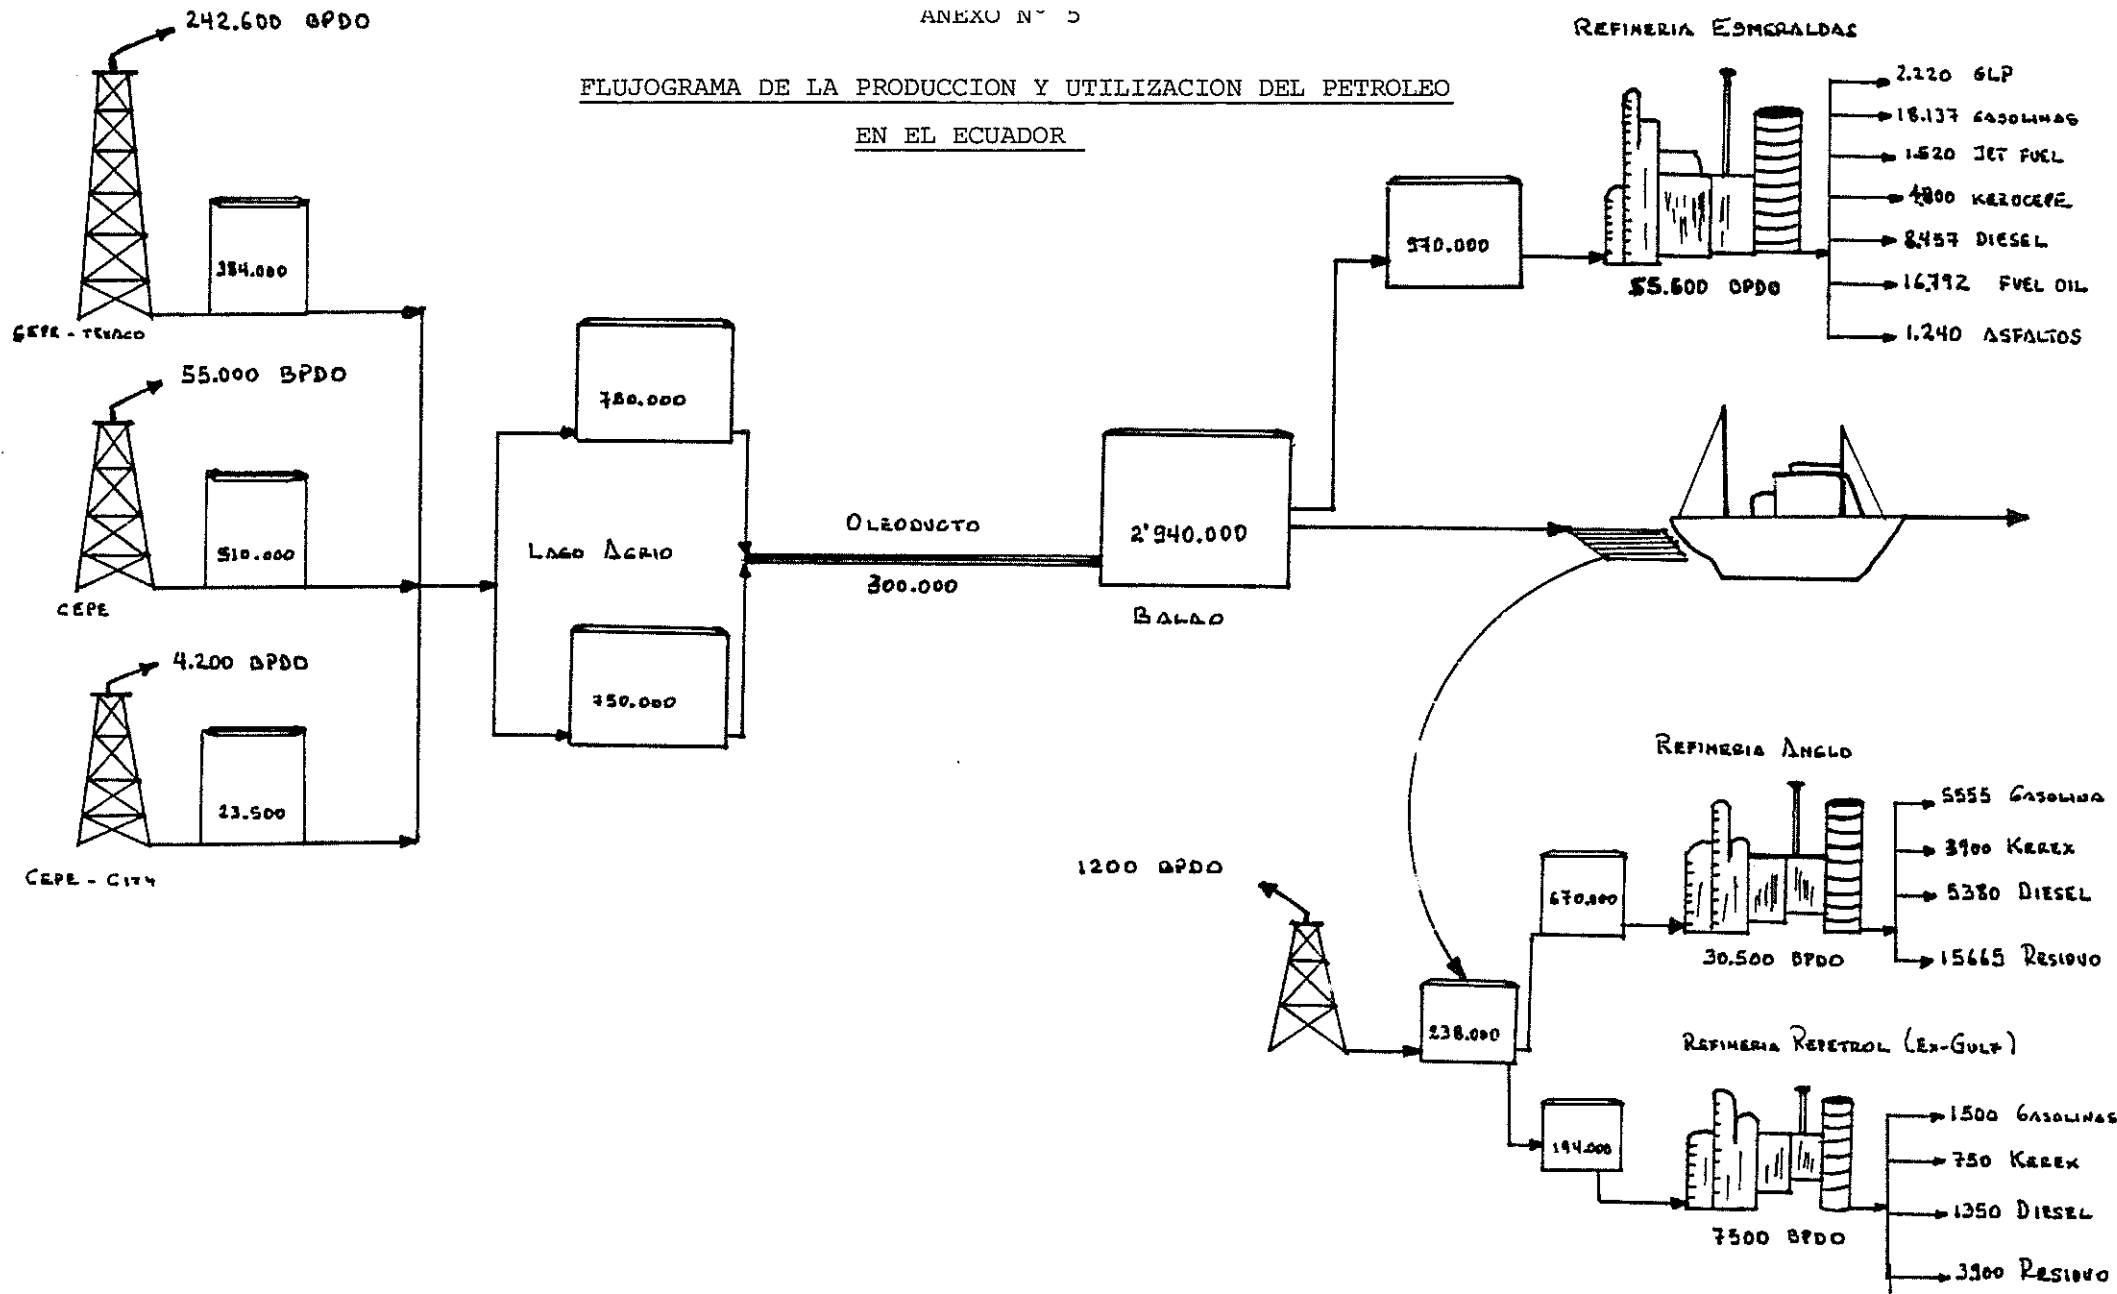 ANEXO N° 5
FLUJOGRAMA DE LA PRODUCCION Y UTILIZACION DEL PETROLEO
EN EL ECUADOR
242.600 BPDO
384.000
CEPE - TEXACO
55.000 BPDO
510.000
CEPE
4.200 BPDO
23.500
CEPE - CITY
780.000
LAGO AGRIO
750.000
OLEODUCTO
300.000
2'940.000
BALAO
970.000
REFINERIA ESMERALDAS
55.600 BPDO
2.220 GLP
18.137 GASOLINAS
1.520 JET FUEL
4800 KEROCEPE
8.457 DIESEL
16.792 FUEL OIL
1.240 ASFALTOS
1200 BPDO
238.000
REFINERIA ANGLO
670.000
30.500 BPDO
5555 GASOLINA
3900 KEREX
5380 DIESEL
15665 RESIDUO
REFINERIA REPETROL (EX-GULF)
194.000
7500 BPDO
1500 GASOLINAS
750 KEREX
1350 DIESEL
3900 RESIDUO